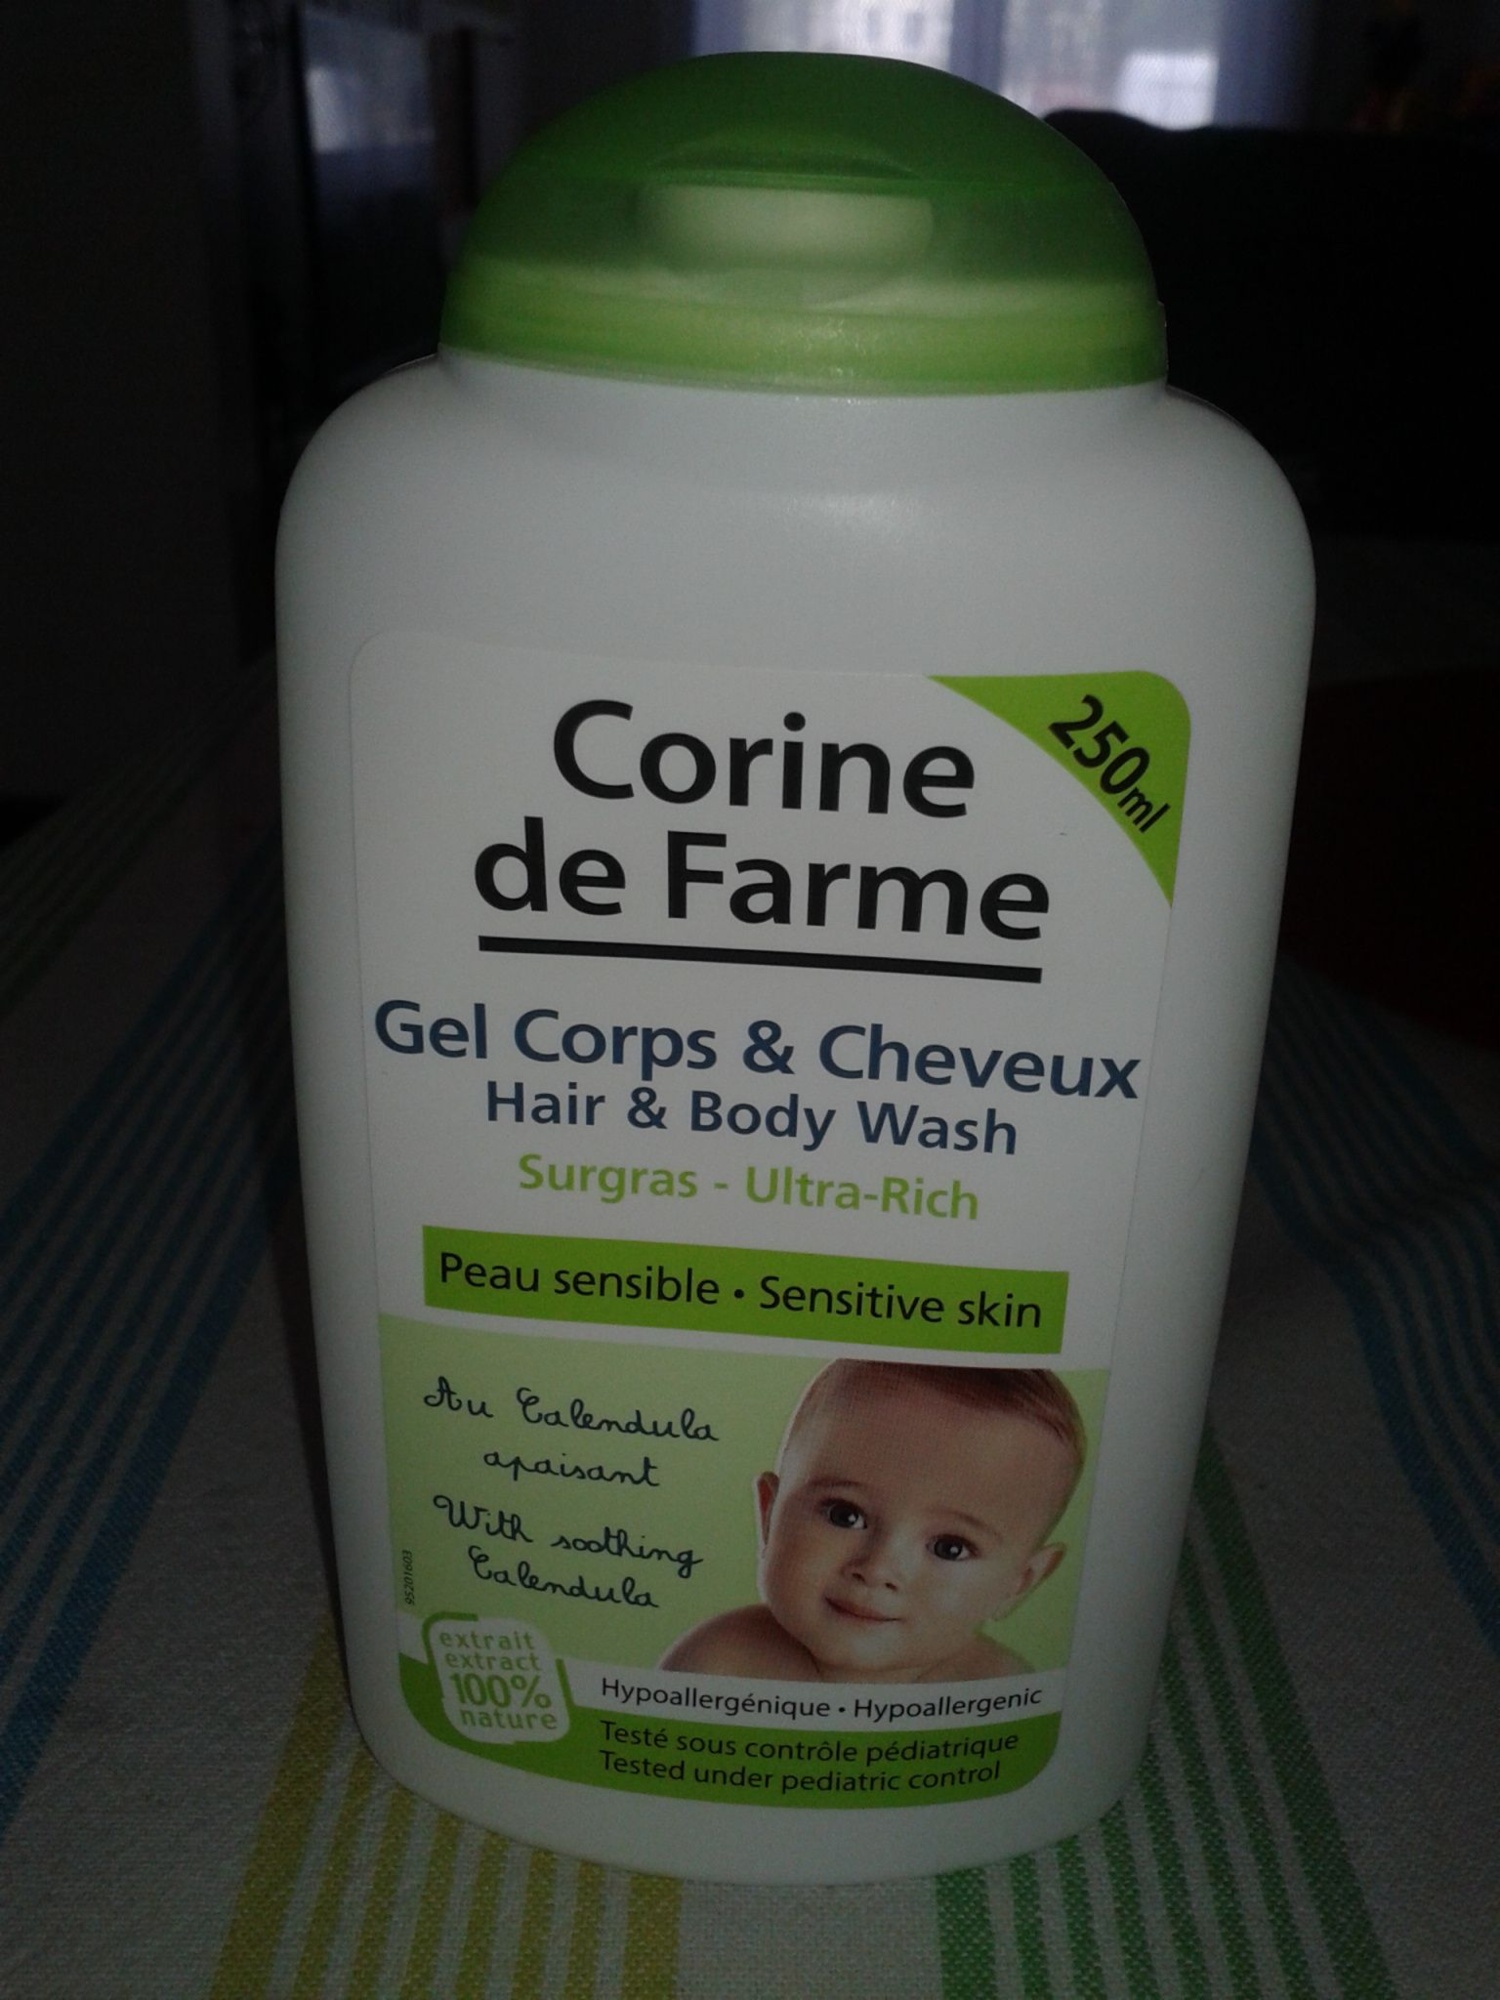 250ml
Corine
de Farme
Gel Corps & Cheveux
Hair & Body Wash
Surgras - Ultra-Rich
Peau sensible • Sensitive skin
Au Calendula
apaisant
With soothing
Calendula
95201603
extrait
extract
100%
nature
Hypoallergénique • Hypoallergenic
Testé sous contrôle pédiatrique
Tested under pediatric control